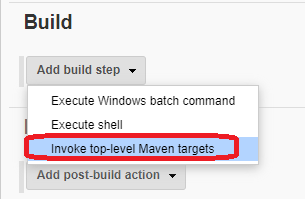 Build
Add build step
Execute Windows batch command
Execute shell
Invoke top-level Maven targets
Add post-build action